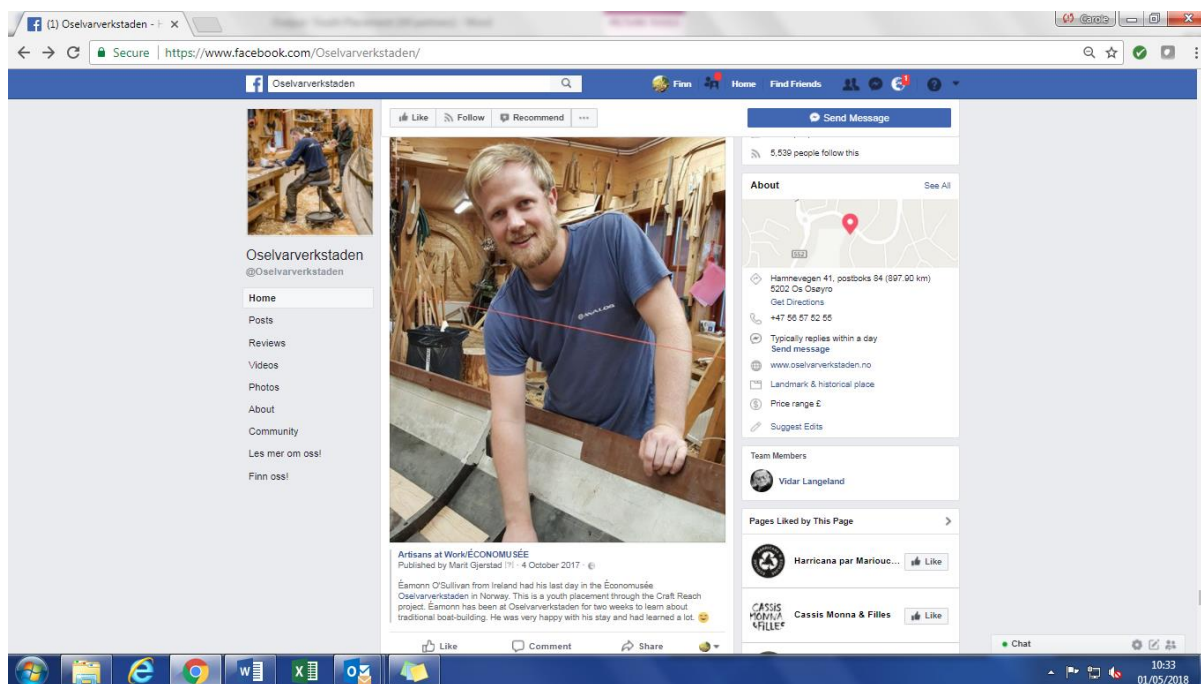 (1) Oselvarverkstaden - H
Carole
Secure | https://www.facebook.com/Oselvarverkstaden/
Oselvarverkstaden
Finn
Home
Find Friends
Like
Follow
Recommend
Send Message
Oselvarverkstaden
@Oselvarverkstaden
Home
Posts
Reviews
Videos
Photos
About
Community
Les mer om oss!
Finn oss!
Artisans at Work/ÉCONOMUSÉE
Published by Marit Gjerstad [?] · 4 October 2017 ·
Éamonn O'Sullivan from Ireland had his last day in the Économusée
Oselvarverkstaden in Norway. This is a youth placement through the Craft Reach
project. Éamonn has been at Oselvarverkstaden for two weeks to learn about
traditional boat-building. He was very happy with his stay and had learned a lot.
Like
Comment
Share
5,539 people follow this
About
See All
552
Hamnevegen 41, postboks 84 (897.90 km)
5202 Os Osøyro
Get Directions
+47 56 57 52 55
Typically replies within a day
Send message
www.oselvarverkstaden.no
Landmark & historical place
Price range £
Suggest Edits
Team Members
Vidar Langeland
Pages Liked by This Page
Harricana par Mariouc...
Like
CASSIS
MONNA
&FILLES
Cassis Monna & Filles
Like
Chat
10:33
01/05/2018